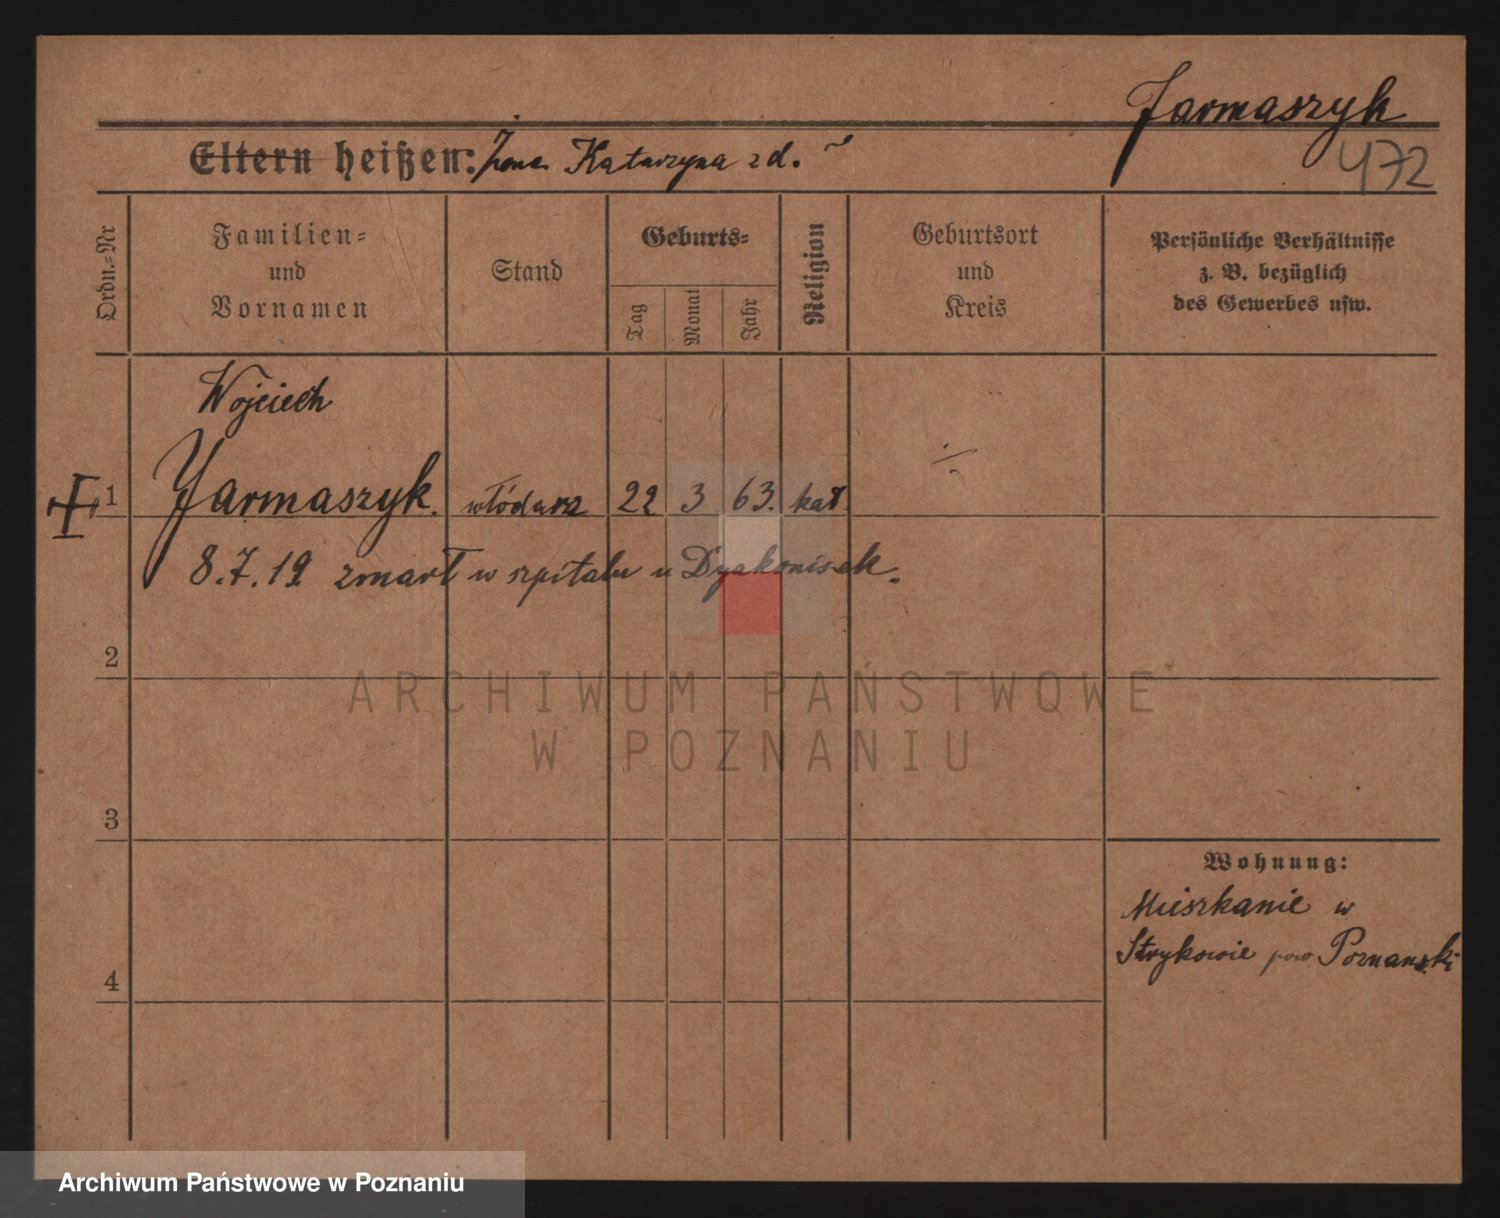 Jarmaszyk
472
Eltern heißen: Żona Katarzyna zd. ~
Ordn.-Nr
Familien-
und
Vornamen
Stand
Geburts-
Tag
Monat
Jahr
Religion
Geburtsort
und
Kreis
Persönliche Verhältnisse
z. B. bezüglich
des Gewerbes usw.
Wojciech
1 Jarmaszyk. włódarz 22 3 63. kat. ÷
8.7.19 zmarł w szpitalu u Dyakonisek.
2
3
4
Wohnung:
Mieszkanie w
Strykowie pow Poznański
ARCHIWUM PAŃSTWOWE
W POZNANIU
Archiwum Państwowe w Poznaniu